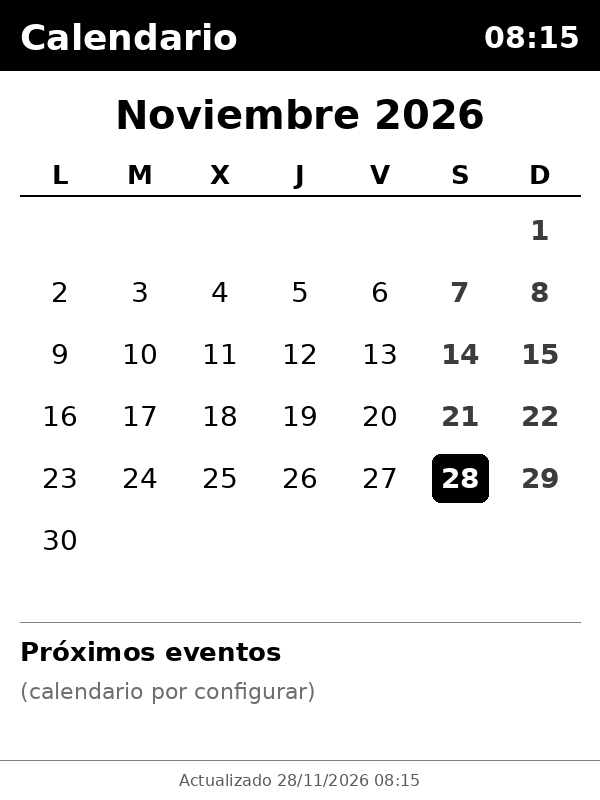 Calendario 08:15
Noviembre 2026
L M X J V S D
1
2 3 4 5 6 7 8
9 10 11 12 13 14 15
16 17 18 19 20 21 22
23 24 25 26 27 28 29
30
Próximos eventos
(calendario por configurar)
Actualizado 28/11/2026 08:15